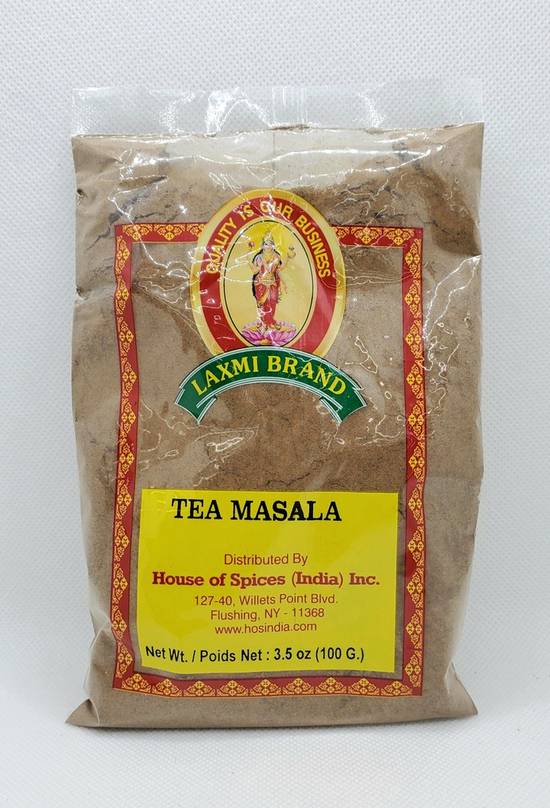 QUALITY IS OUR BUSINESS
LAXMI BRAND
TEA MASALA
Distributed By
House of Spices (India) Inc.
127-40, Willets Point Blvd.
Flushing, NY - 11368
www.hosindia.com
Net Wt. / Poids Net : 3.5 oz (100 G.)